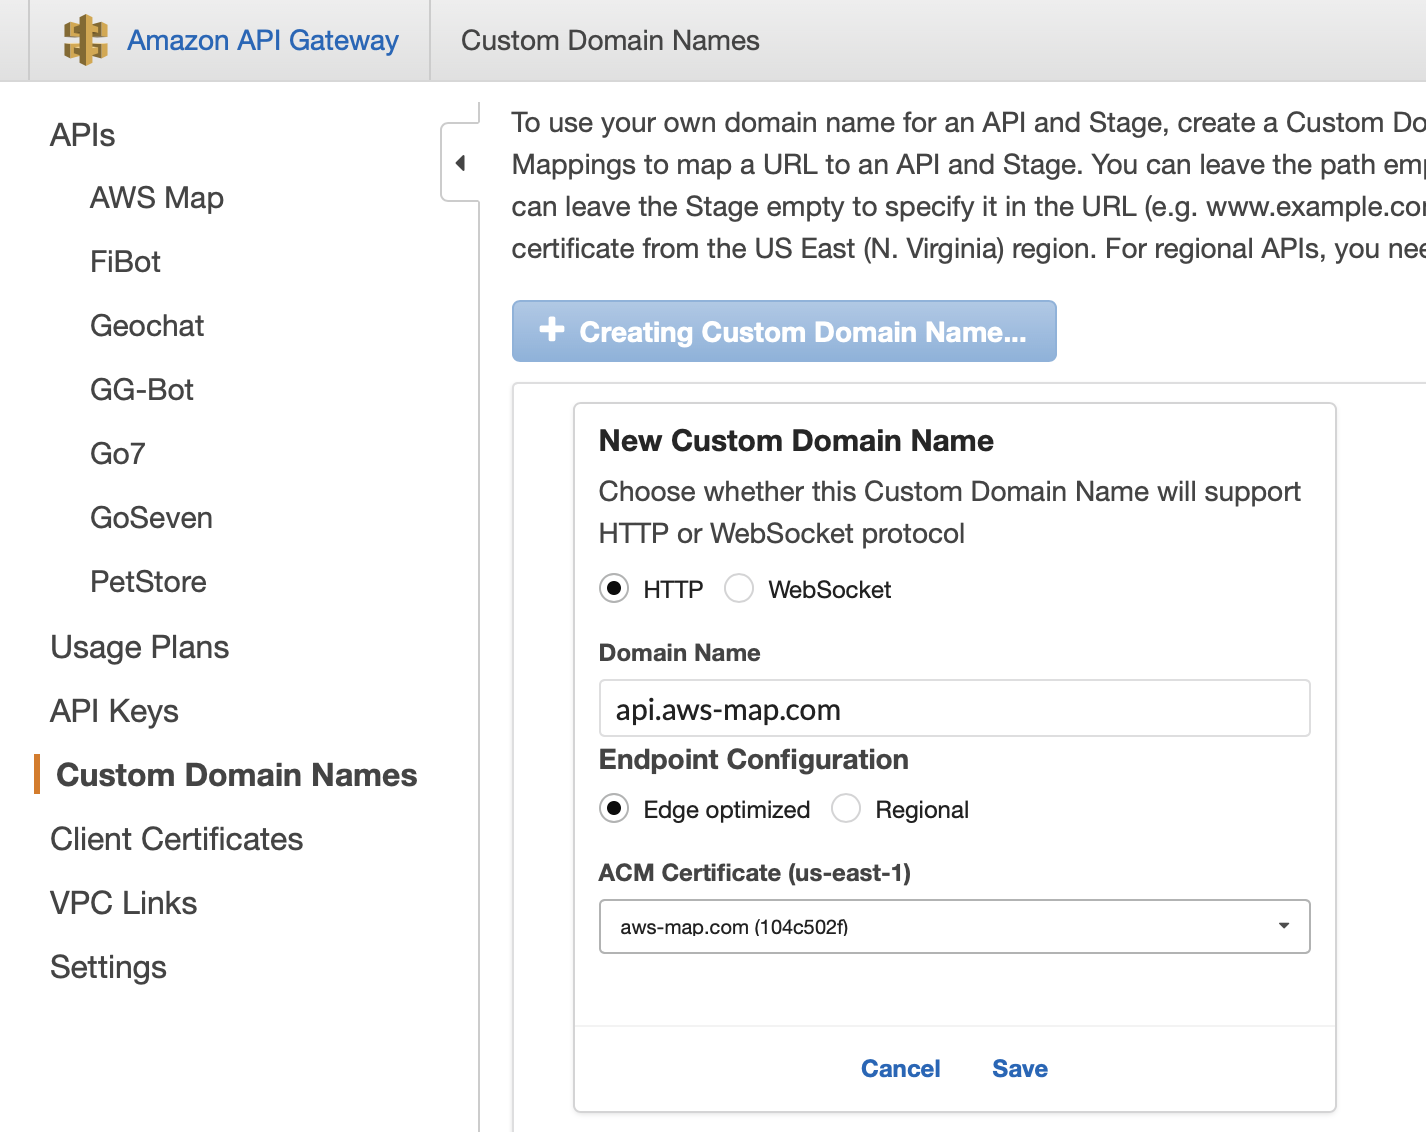 Amazon API Gateway
Custom Domain Names
APIs
AWS Map
FiBot
Geochat
GG-Bot
Go7
GoSeven
PetStore
Usage Plans
API Keys
Custom Domain Names
Client Certificates
VPC Links
Settings
To use your own domain name for an API and Stage, create a Custom Do
Mappings to map a URL to an API and Stage. You can leave the path emp
can leave the Stage empty to specify it in the URL (e.g. www.example.co
certificate from the US East (N. Virginia) region. For regional APIs, you nee
+ Creating Custom Domain Name...
New Custom Domain Name
Choose whether this Custom Domain Name will support
HTTP or WebSocket protocol
HTTP WebSocket
Domain Name
api.aws-map.com
Endpoint Configuration
Edge optimized Regional
ACM Certificate (us-east-1)
aws-map.com (104c502f)
Cancel Save